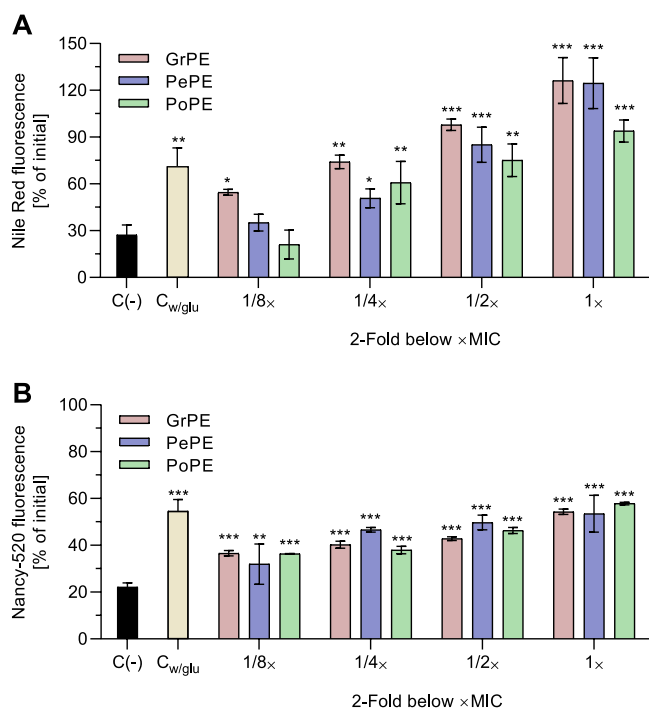 A
Nile Red fluorescence
[% of initial]
150
120
90
60
30
0
GrPE
PePE
PoPE
**
*
**
*
**
***
***
**
***
***
***
C(-)
Cw/glu
1/8×
1/4×
1/2×
1×
2-Fold below ×MIC
B
Nancy-520 fluorescence
[% of initial]
100
80
60
40
20
0
GrPE
PePE
PoPE
***
***
**
***
***
***
***
***
***
***
***
***
***
C(-)
Cw/glu
1/8×
1/4×
1/2×
1×
2-Fold below ×MIC